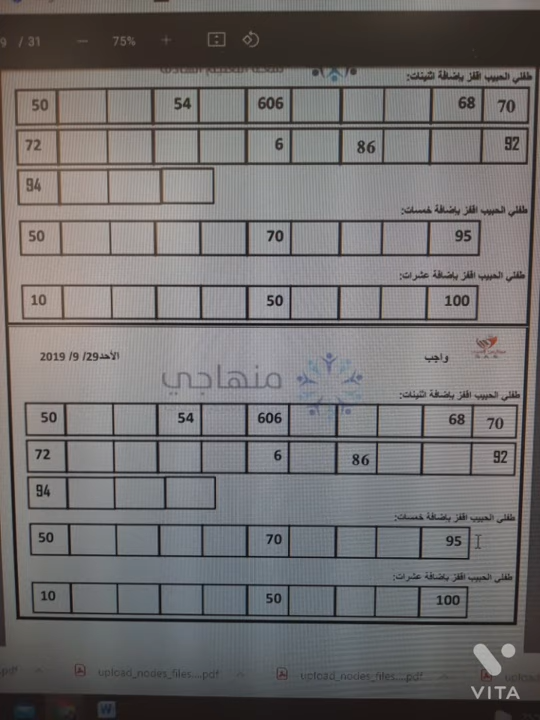 9 / 31 — 75% +
طفلي الحبيب اقفز بإضافة اثنينات:
50 54 606 68 70
72 6 86 92
94
طفلي الحبيب اقفز بإضافة خمسات:
50 70 95
طفلي الحبيب اقفز بإضافة عشرات:
10 50 100
الأحد29/ 9/ 2019 واجب
منهاجي
طفلي الحبيب اقفز بإضافة اثنينات:
50 54 606 68 70
72 6 86 92
94
طفلي الحبيب اقفز بإضافة خمسات:
50 70 95
طفلي الحبيب اقفز بإضافة عشرات:
10 50 100
.pdf upload_nodes_files....pdf upload_nodes_files....pdf upload
VITA